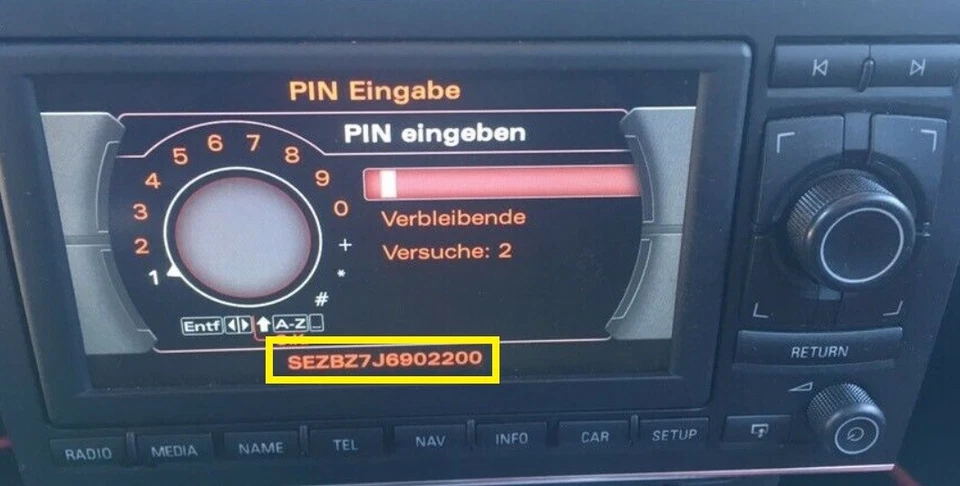 PIN Eingabe
PIN eingeben
1 2 3 4 5 6 7 8 9 0 + * #
Verbleibende
Versuche: 2
Entf A-Z
SEZBZ7J6902200
RETURN
RADIO MEDIA NAME TEL NAV INFO CAR SETUP